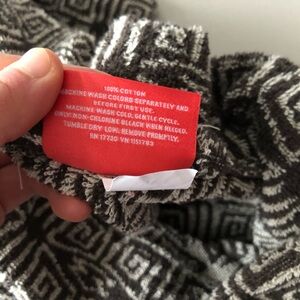 100% COTTON
MACHINE WASH COLORS SEPARATELY AND
BEFORE FIRST USE.
MACHINE WASH COLD, GENTLE CYCLE.
ONLY NON-CHLORINE BLEACH WHEN NEEDED.
TUMBLE DRY LOW. REMOVE PROMPTLY.
RN 17730 VN 1151783